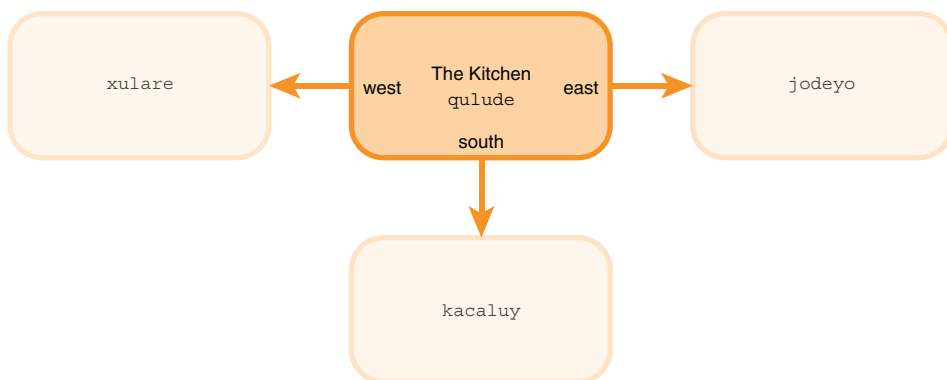 xulare
west
The Kitchen
qulude
east
south
jodeyo
kacaluy